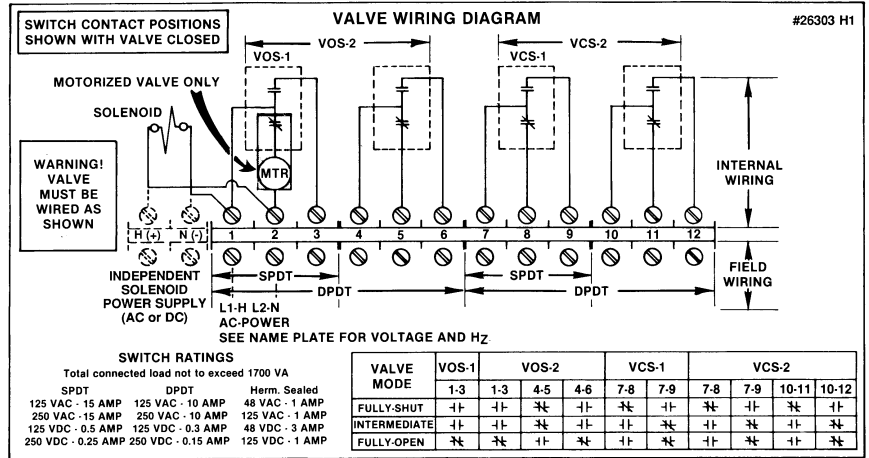 VALVE WIRING DIAGRAM
#26303 H1
SWITCH CONTACT POSITIONS
SHOWN WITH VALVE CLOSED
VOS-2
VCS-2
VOS-1
VCS-1
MOTORIZED VALVE ONLY
SOLENOID
WARNING!
VALVE
MUST BE
WIRED AS
SHOWN
MTR
INTERNAL
WIRING
H (+) N (-) 1 2 3 4 5 6 7 8 9 10 11 12
FIELD
WIRING
INDEPENDENT
SOLENOID
POWER SUPPLY
(AC or DC)
SPDT
SPDT
DPDT
DPDT
L1-H L2-N
AC-POWER
SEE NAME PLATE FOR VOLTAGE AND HZ
SWITCH RATINGS
Total connected load not to exceed 1700 VA
SPDT DPDT Herm. Sealed
125 VAC - 15 AMP 125 VAC - 10 AMP 48 VAC - 1 AMP
250 VAC - 15 AMP 250 VAC - 10 AMP 125 VAC - 1 AMP
125 VDC - 0.5 AMP 125 VDC - 0.3 AMP 48 VDC - 3 AMP
250 VDC - 0.25 AMP 250 VDC - 0.15 AMP 125 VDC - 1 AMP
VALVE
MODE
VOS-1 VOS-2 VCS-1 VCS-2
1-3 1-3 4-5 4-6 7-8 7-9 7-8 7-9 10-11 10-12
FULLY-SHUT
INTERMEDIATE
FULLY-OPEN